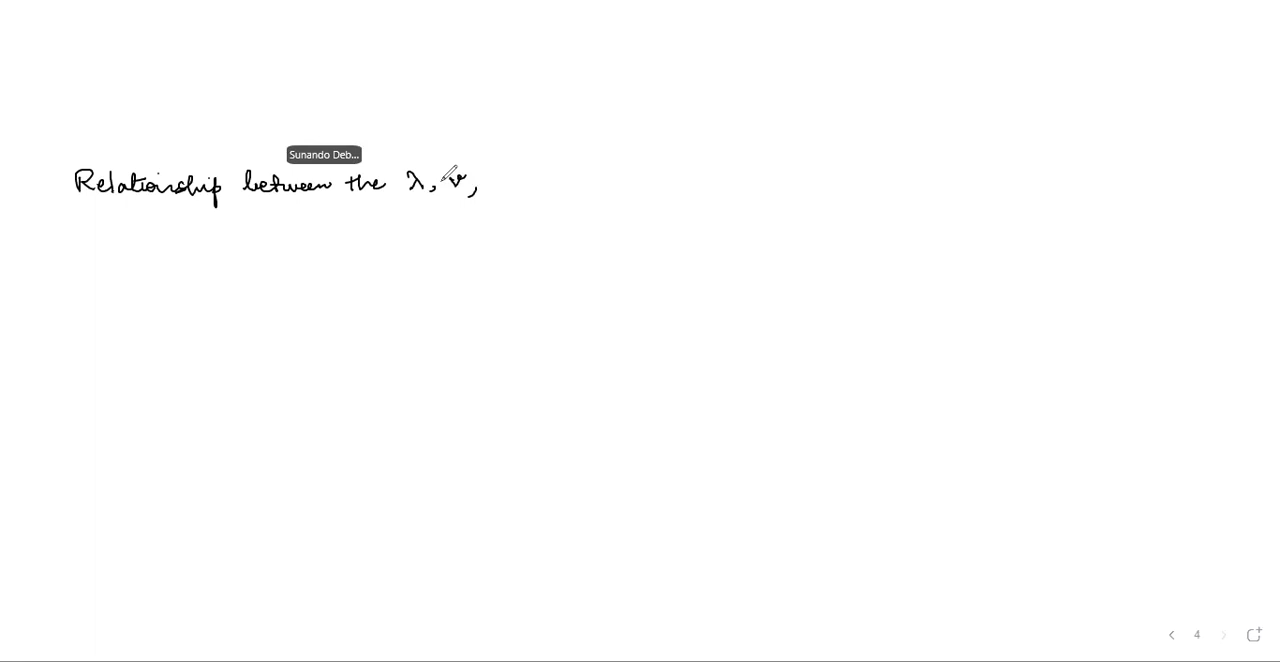 Sunando Deb...
Relationship between the λ, v,
4